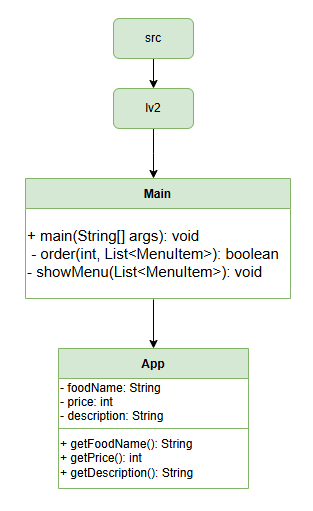 src
lv2
Main
+ main(String[] args): void
- order(int, List<MenuItem>): boolean
- showMenu(List<MenuItem>): void
App
- foodName: String
- price: int
- description: String
+ getFoodName(): String
+ getPrice(): int
+ getDescription(): String